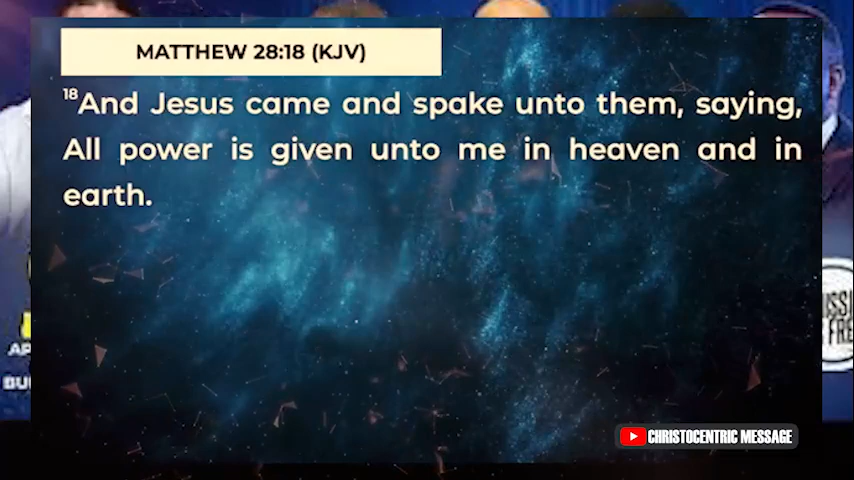 MATTHEW 28:18 (KJV)
18And Jesus came and spake unto them, saying,
All power is given unto me in heaven and in
earth.
CHRISTOCENTRIC MESSAGE